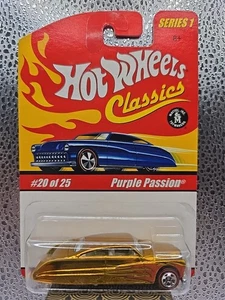 SERIES 1
Hot Wheels
Classics
#20 of 25
Purple Passion®